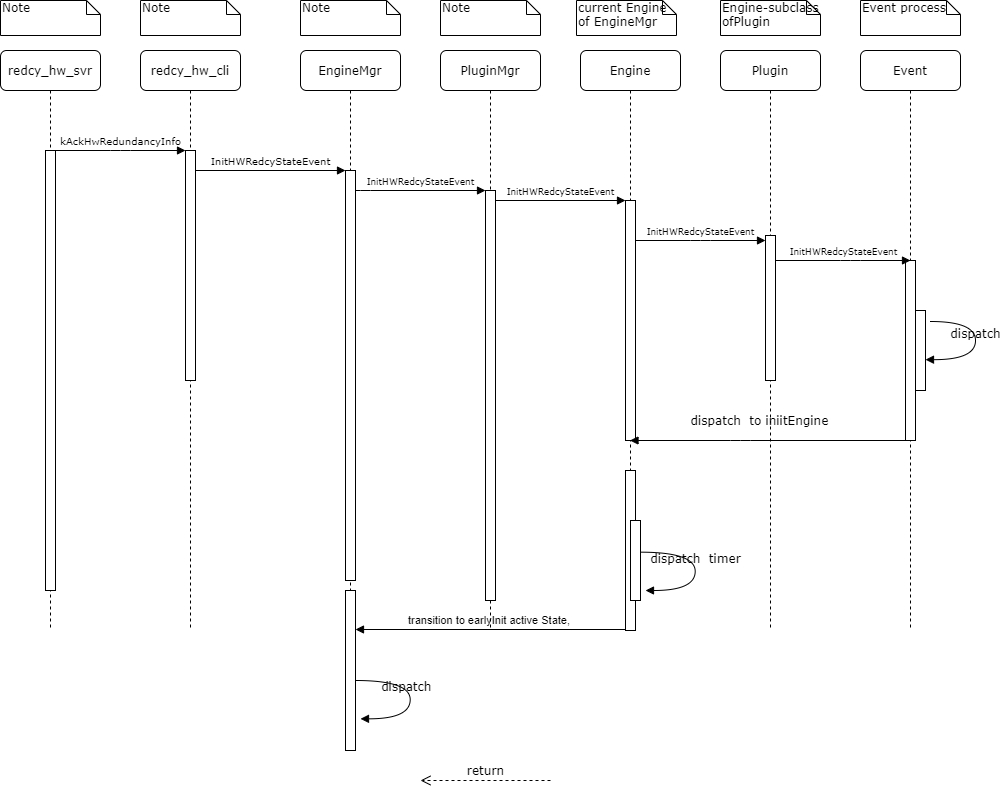 Note
Note
Note
Note
current Engine
of EngineMgr
Engine-subclass
ofPlugin
Event process
redcy_hw_svr
redcy_hw_cli
EngineMgr
PluginMgr
Engine
Plugin
Event
kAckHwRedundancyInfo
InitHWRedcyStateEvent
InitHWRedcyStateEvent
InitHWRedcyStateEvent
InitHWRedcyStateEvent
InitHWRedcyStateEvent
dispatch
dispatch to iniitEngine
dispatch timer
transition to earlyInit active State,
dispatch
return